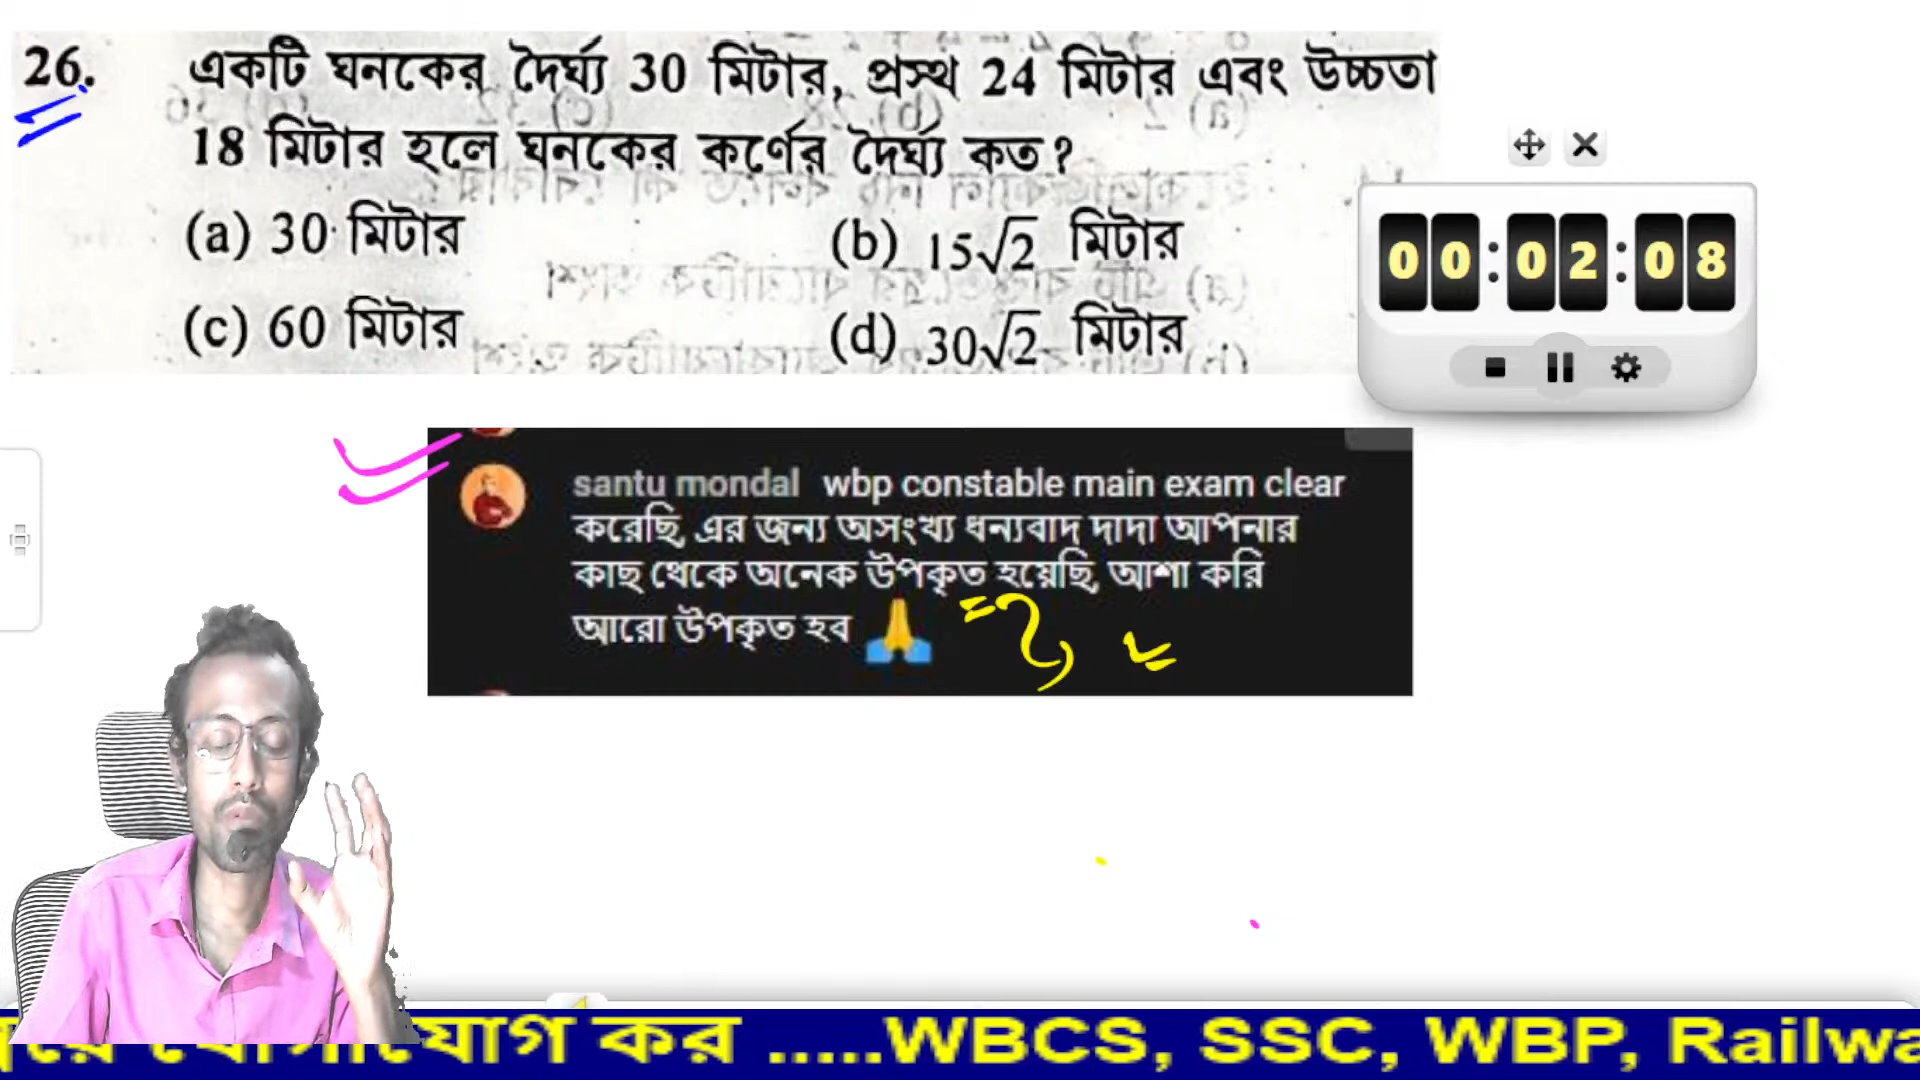 26. একটি ঘনকের দৈর্ঘ্য 30 মিটার, প্রস্থ 24 মিটার এবং উচ্চতা
18 মিটার হলে ঘনকের কর্ণের দৈর্ঘ্য কত?
(a) 30 মিটার (b) 15√2 মিটার
(c) 60 মিটার (d) 30√2 মিটার
00:02:08
santu mondal wbp constable main exam clear
করেছি, এর জন্য অসংখ্য ধন্যবাদ দাদা আপনার
কাছ থেকে অনেক উপকৃত হয়েছি, আশা করি
আরো উপকৃত হব 🙏
যোগাযোগ কর .....WBCS, SSC, WBP, Railwa